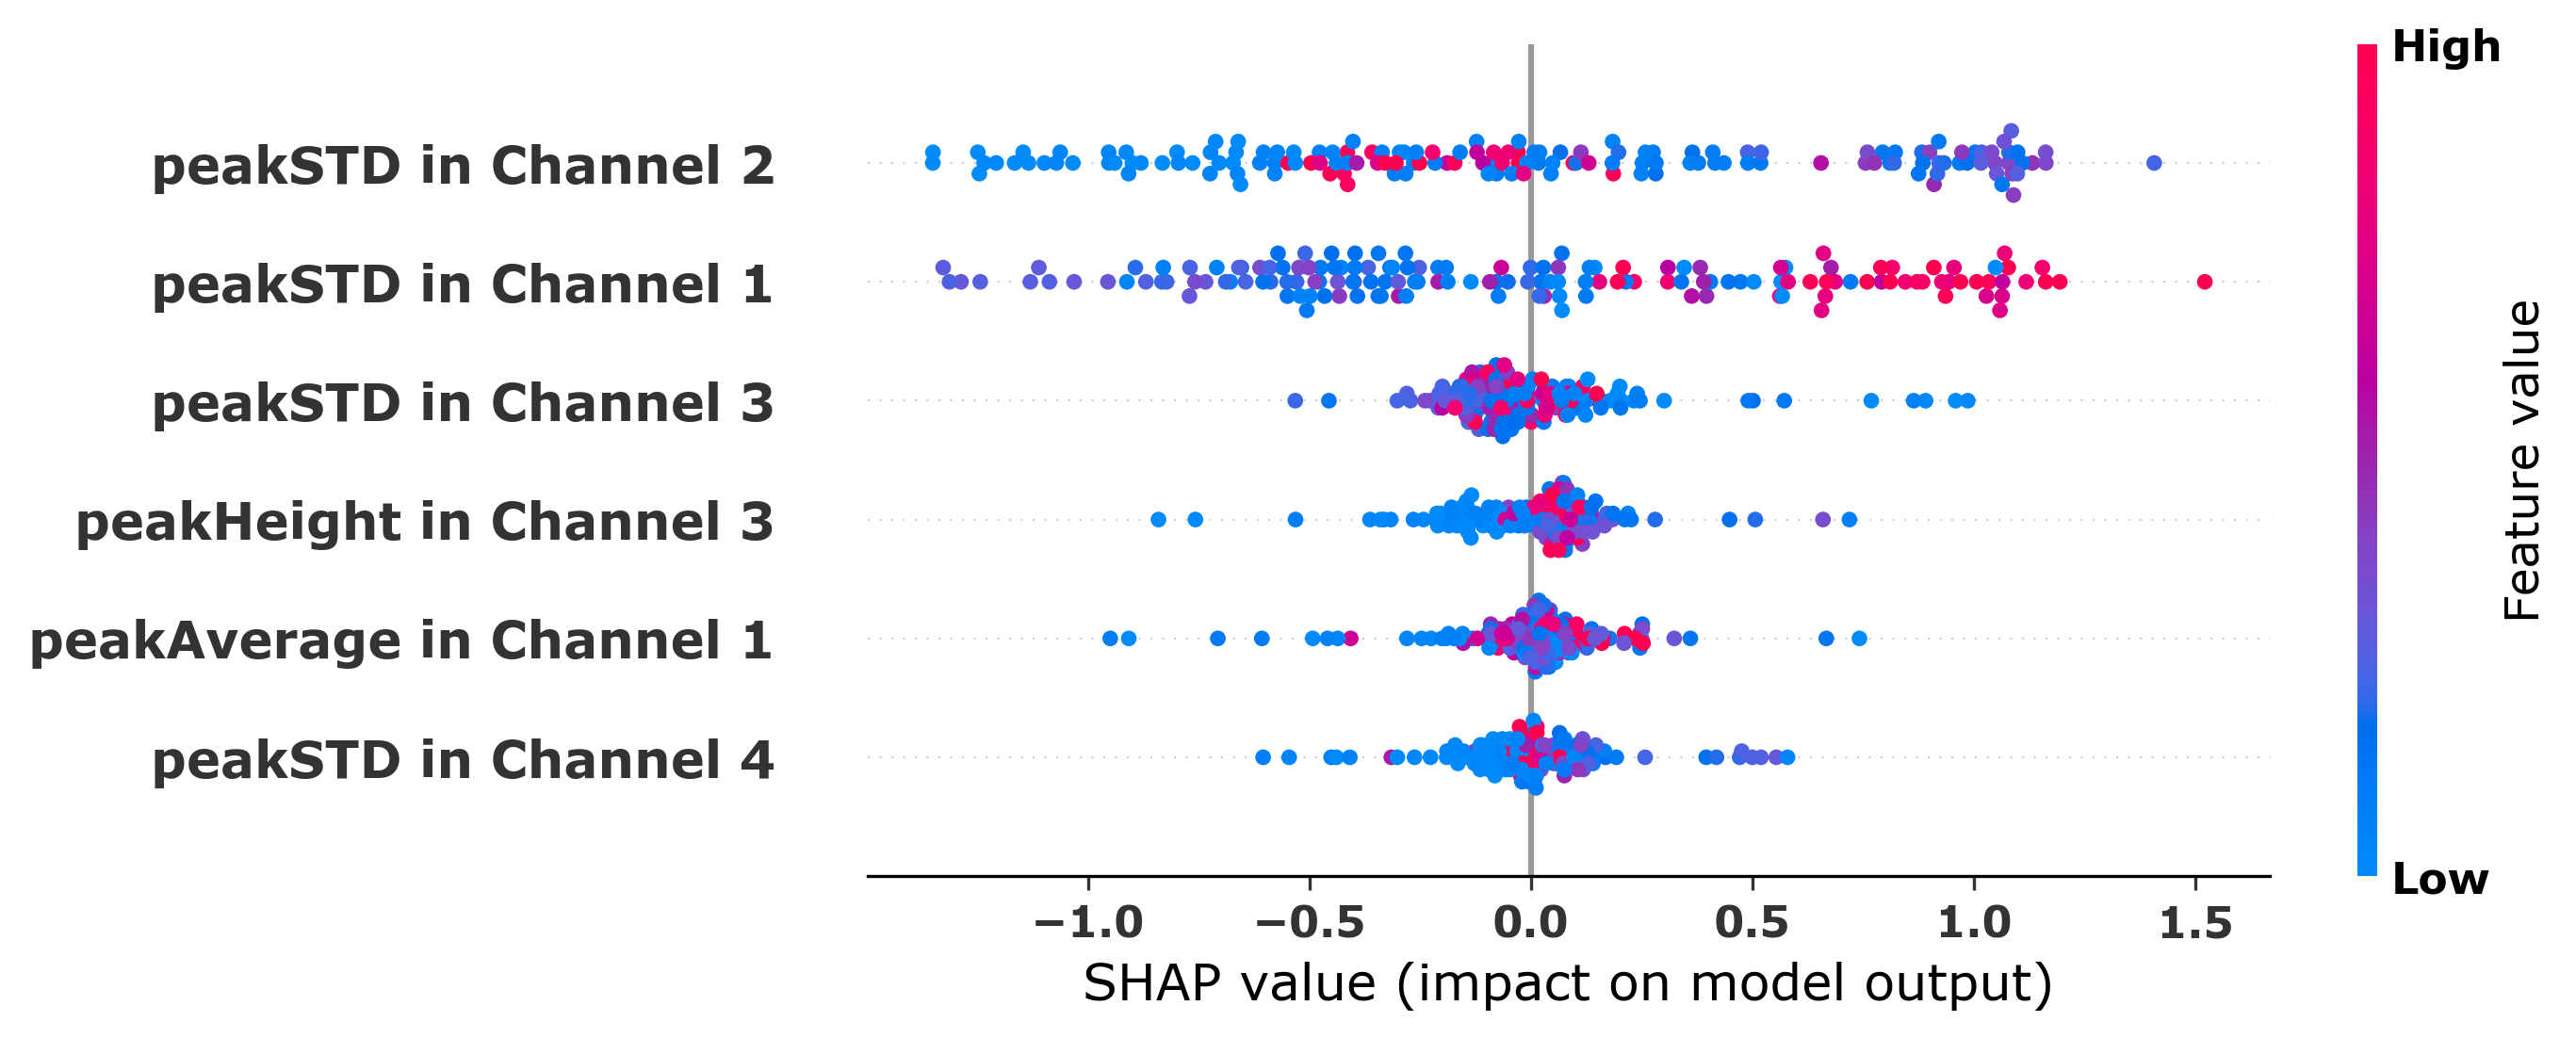 High
peakSTD in Channel 2
peakSTD in Channel 1
peakSTD in Channel 3
peakHeight in Channel 3
peakAverage in Channel 1
peakSTD in Channel 4
Feature value
Low
−1.0 −0.5 0.0 0.5 1.0 1.5
SHAP value (impact on model output)